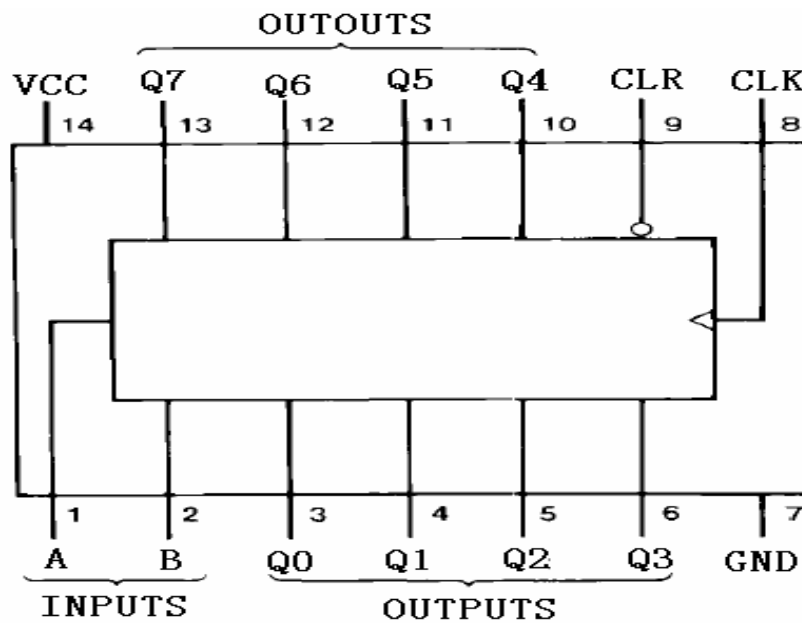 OUTOUTS
VCC Q7 Q6 Q5 Q4 CLR CLK
14 13 12 11 10 9 8
1 2 3 4 5 6 7
A B Q0 Q1 Q2 Q3 GND
INPUTS OUTPUTS